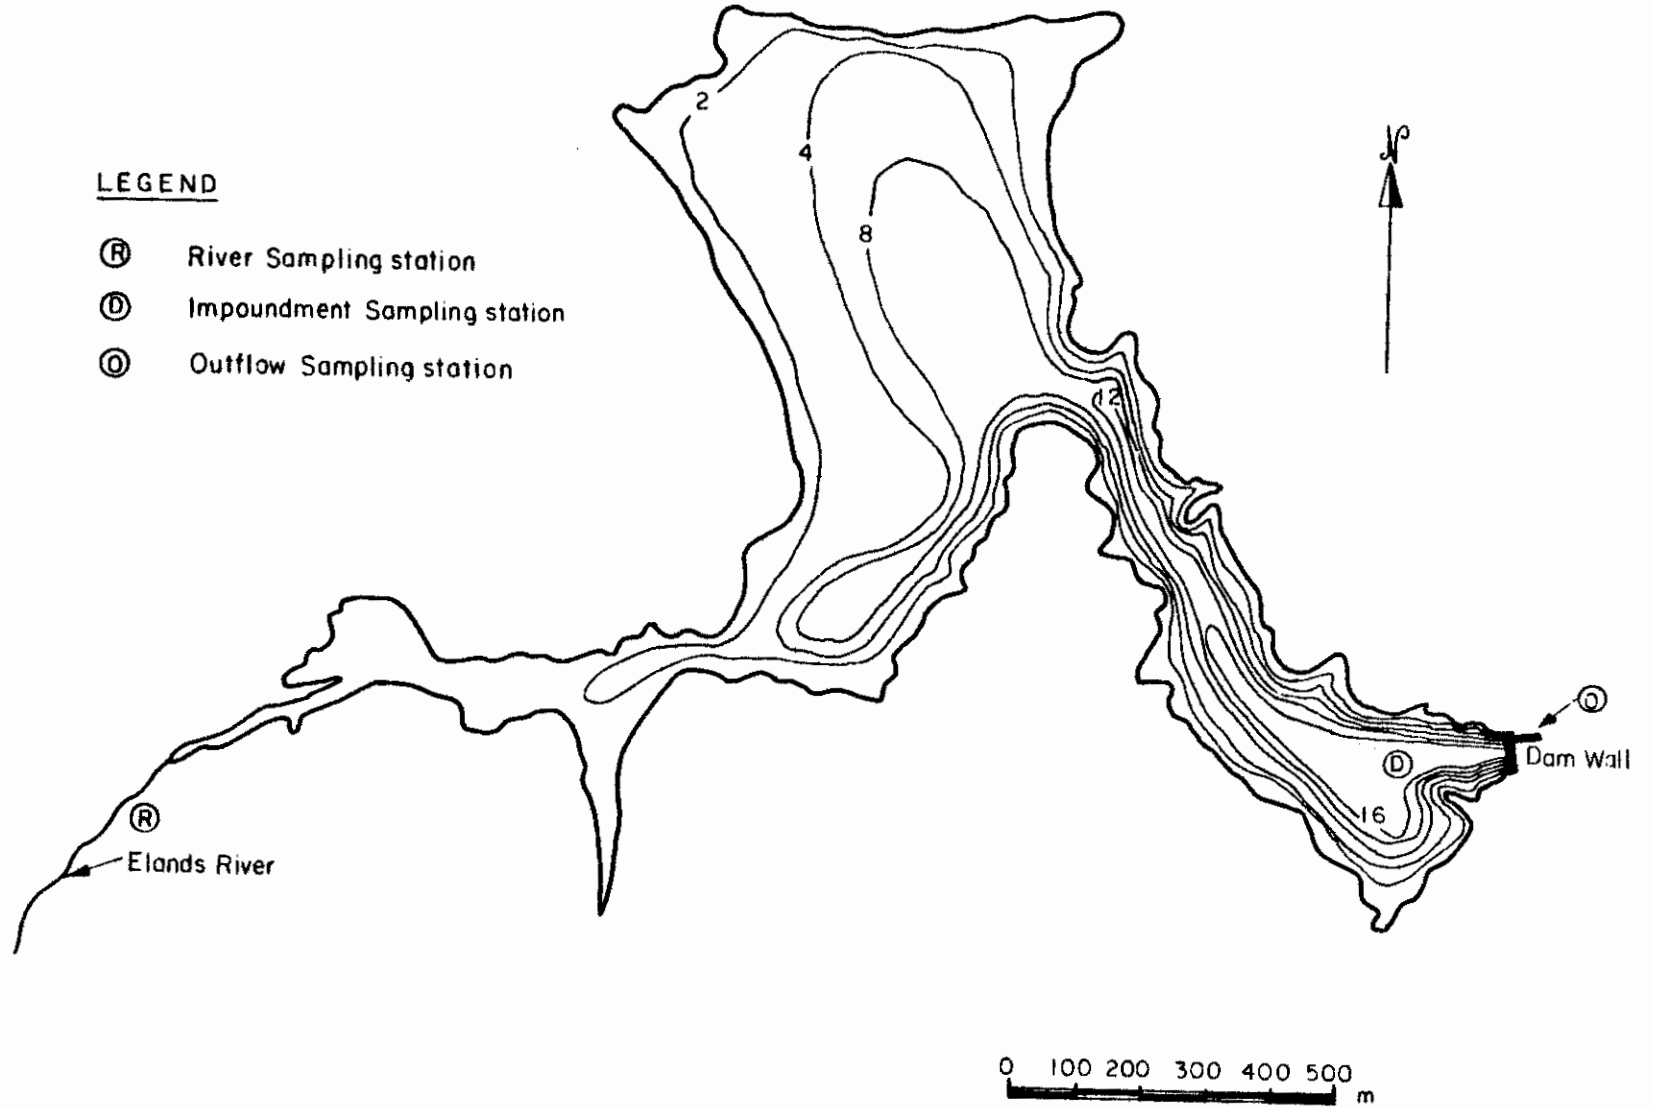 N
2
4
LEGEND
8
R River Sampling station
D Impoundment Sampling station
O Outflow Sampling station
12
O
D Dam Wall
16
R
Elands River
0 100 200 300 400 500
m